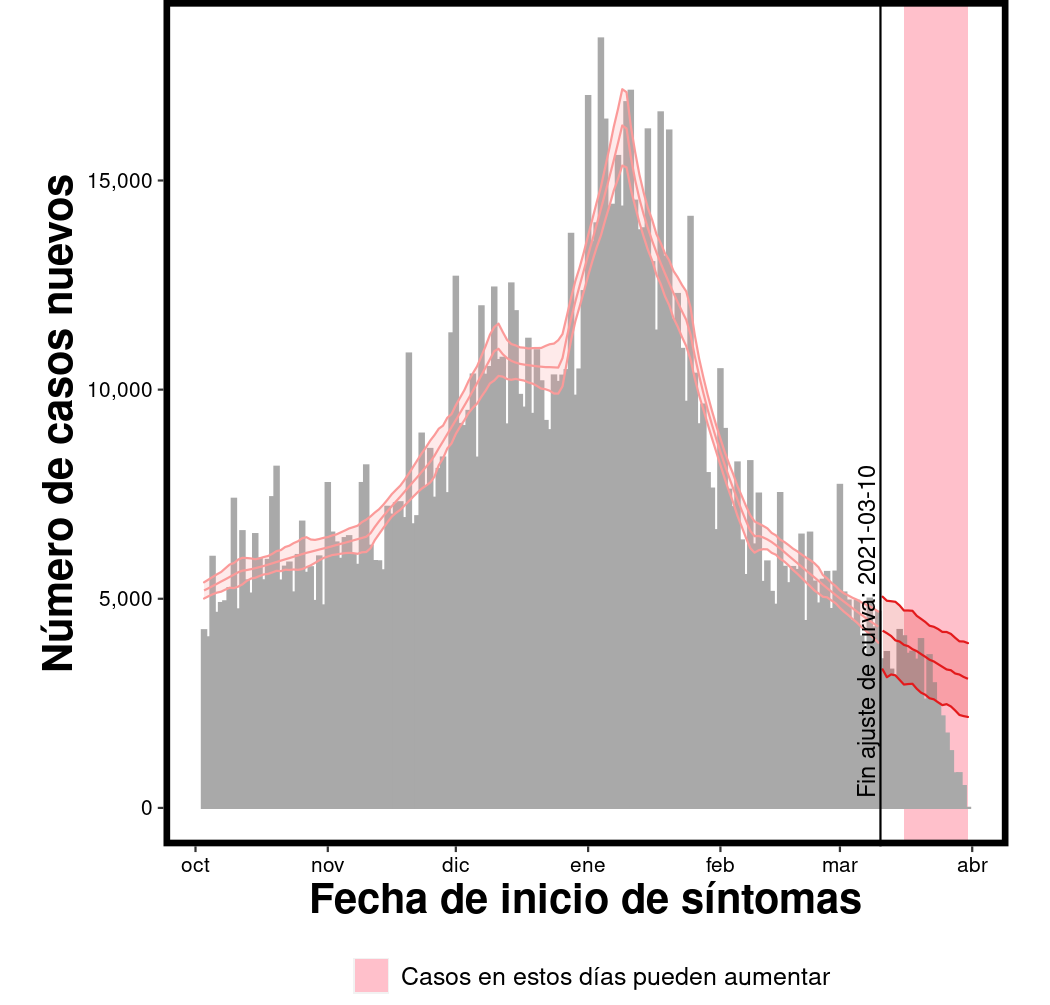 Número de casos nuevos
15,000
10,000
5,000
0
Fin ajuste de curva: 2021-03-10
oct nov dic ene feb mar abr
Fecha de inicio de síntomas
Casos en estos días pueden aumentar